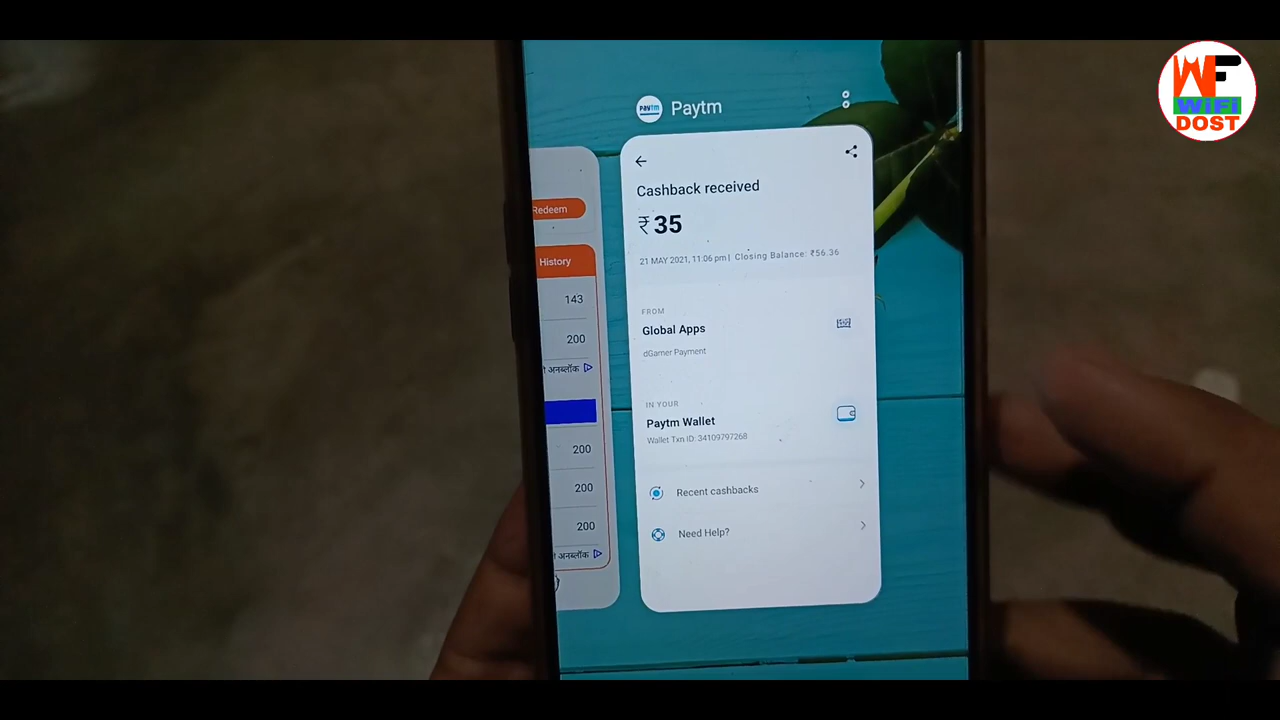 Paytm
Cashback received
₹35
21 MAY 2021, 11:06 pm | Closing Balance: ₹56.36
FROM
Global Apps
dGamer Payment
IN YOUR
Paytm Wallet
Wallet Txn ID: 34109797268
Recent cashbacks
Need Help?
Redeem
History
143
200
अनब्लॉक
200
200
200
अनब्लॉक
WF
WiFi
DOST